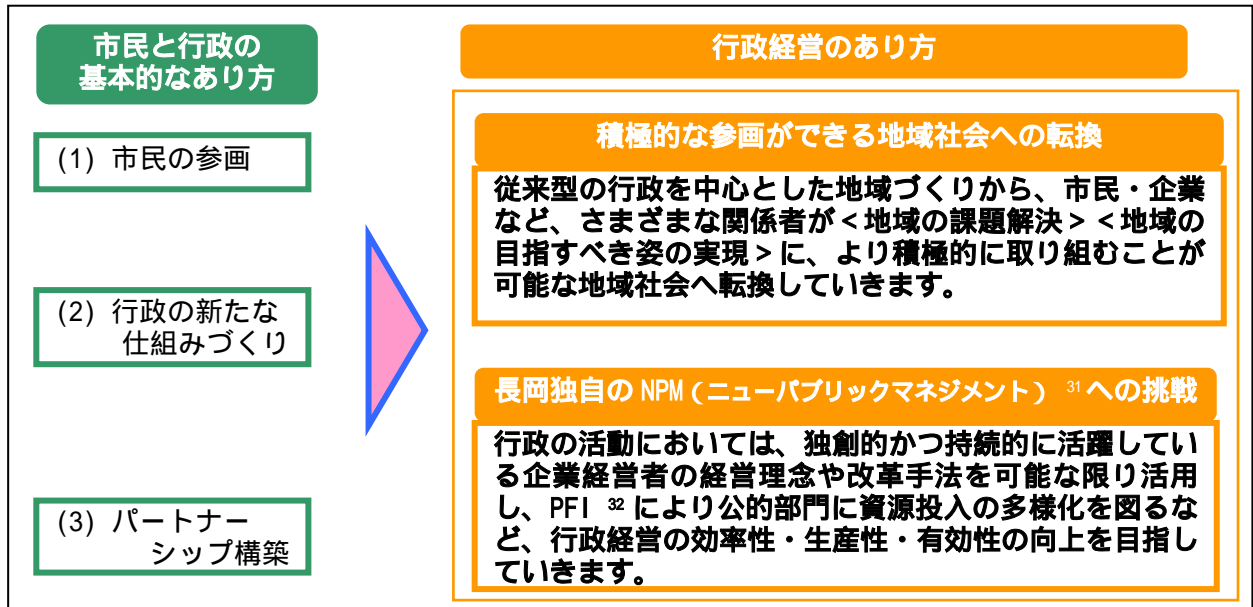 市民と行政の
基本的なあり方
(1) 市民の参画
(2) 行政の新たな
仕組みづくり
(3) パートナー
シップ構築
行政経営のあり方
積極的な参画ができる地域社会への転換
従来型の行政を中心とした地域づくりから、市民・企業
など、さまざまな関係者が＜地域の課題解決＞＜地域の
目指すべき姿の実現＞に、より積極的に取り組むことが
可能な地域社会へ転換していきます。
長岡独自の NPM（ニューパブリックマネジメント） 31 への挑戦
行政の活動においては、独創的かつ持続的に活躍してい
る企業経営者の経営理念や改革手法を可能な限り活用
し、PFI 32 により公的部門に資源投入の多様化を図るな
ど、行政経営の効率性・生産性・有効性の向上を目指し
ていきます。